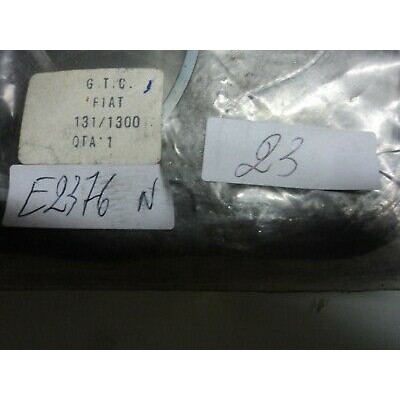 G.T.C.
FIAT
131/1300
QTA'1
E2376 N
23